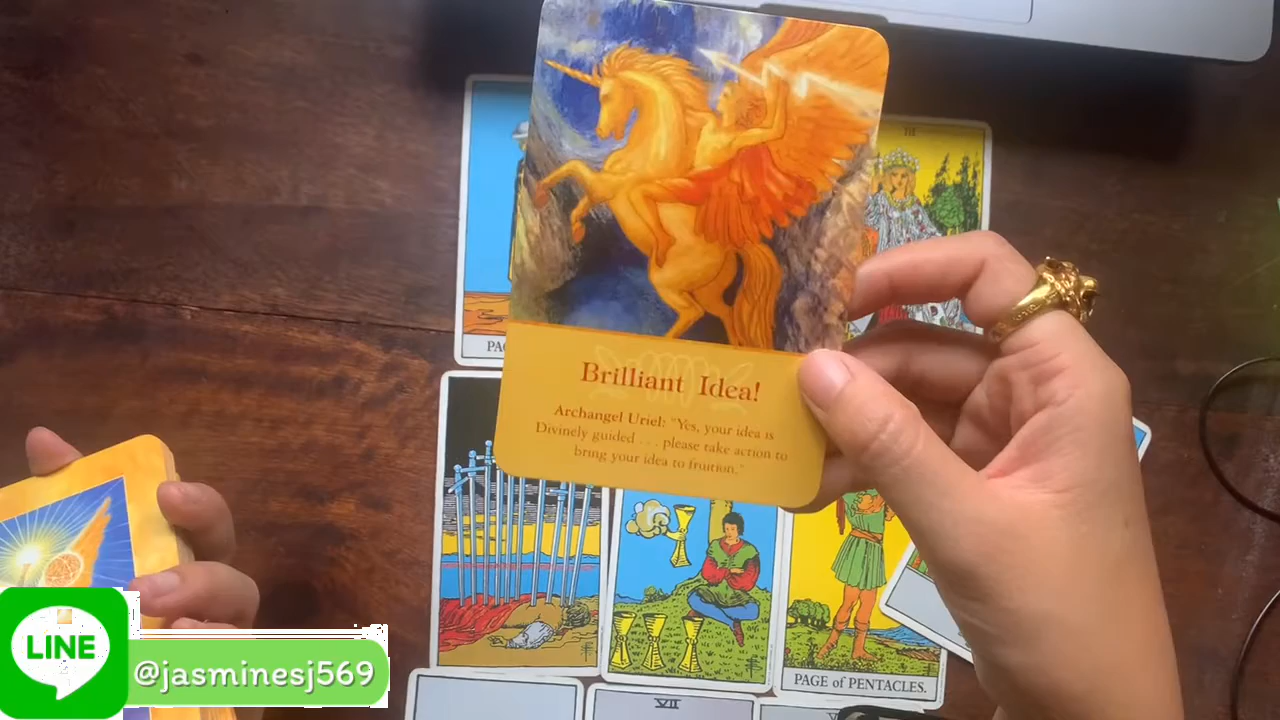 III
PA
Brilliant Idea!
Archangel Uriel: "Yes, your idea is
Divinely guided . . . please take action to
bring your idea to fruition."
PAGE of PENTACLES.
VII
V
LINE
@jasminesj569